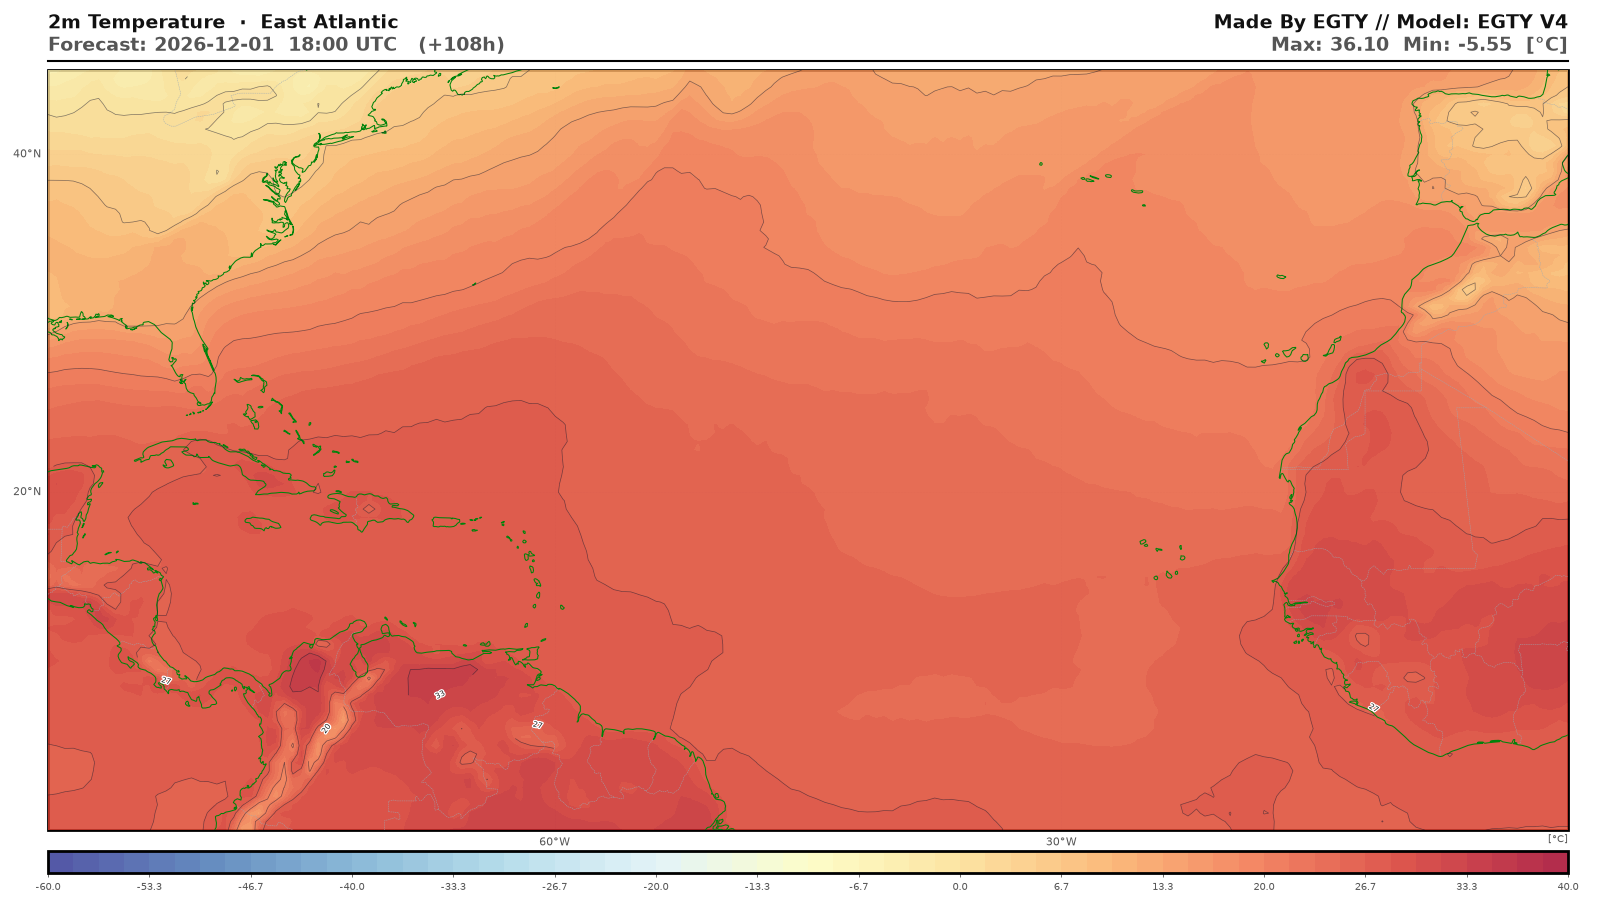 2m Temperature · East Atlantic
Made By EGTY // Model: EGTY V4
Forecast: 2026-12-01 18:00 UTC (+108h)
Max: 36.10 Min: -5.55 [°C]
40°N
20°N
27
33
20
27
27
60°W
30°W
[°C]
-60.0 -53.3 -46.7 -40.0 -33.3 -26.7 -20.0 -13.3 -6.7 0.0 6.7 13.3 20.0 26.7 33.3 40.0